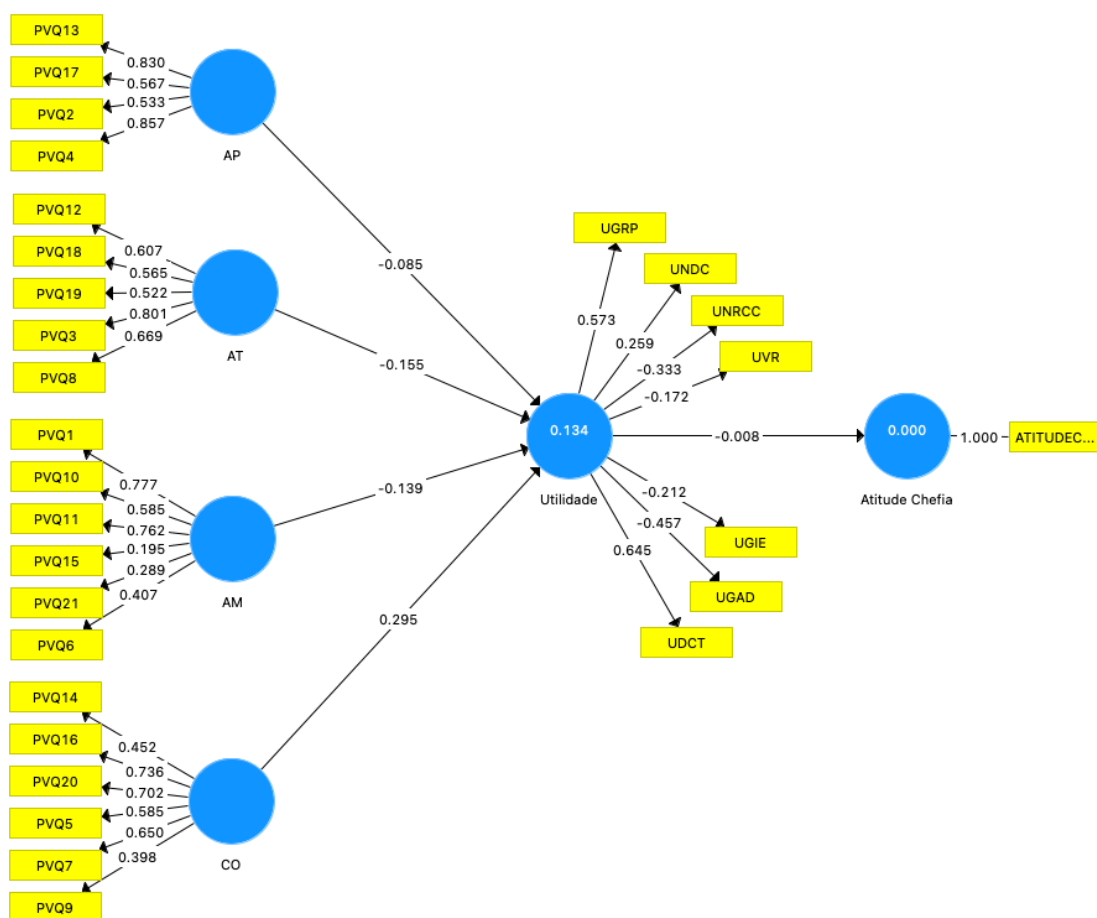 PVQ13
PVQ17
PVQ2
PVQ4
0.830
0.567
0.533
0.857
AP
-0.085
PVQ12
PVQ18
PVQ19
PVQ3
PVQ8
0.607
0.565
0.522
0.801
0.669
AT
-0.155
PVQ1
PVQ10
PVQ11
PVQ15
PVQ21
PVQ6
0.777
0.585
0.762
0.195
0.289
0.407
AM
-0.139
PVQ14
PVQ16
PVQ20
PVQ5
PVQ7
PVQ9
0.452
0.736
0.702
0.585
0.650
0.398
CO
0.295
UGRP
UNDC
UNRCC
UVR
0.573
0.259
-0.333
-0.172
0.134
Utilidade
-0.212
-0.457
0.645
UGIE
UGAD
UDCT
-0.008
0.000
Atitude Chefia
1.000
ATITUDEC...